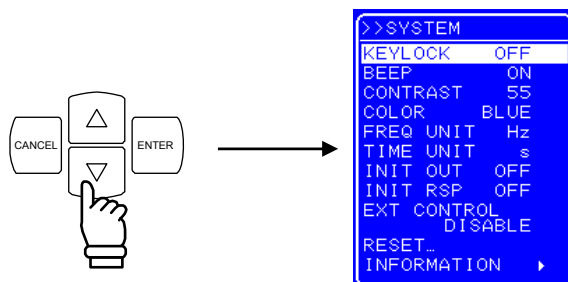 CANCEL
ENTER
>>SYSTEM
KEYLOCK OFF
BEEP ON
CONTRAST 55
COLOR BLUE
FREQ UNIT Hz
TIME UNIT s
INIT OUT OFF
INIT RSP OFF
EXT CONTROL
DISABLE
RESET…
INFORMATION